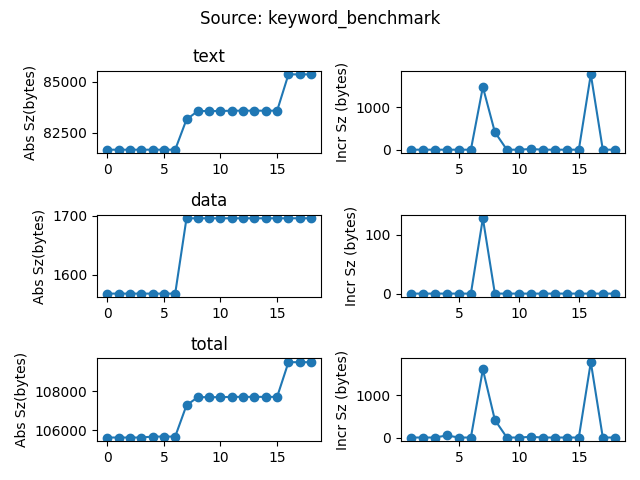 Source: keyword_benchmark
text
Abs Sz(bytes)
85000
82500
0 5 10 15
Incr Sz (bytes)
1000
0
5 10 15
data
Abs Sz(bytes)
1700
1600
0 5 10 15
Incr Sz (bytes)
100
0
5 10 15
total
Abs Sz(bytes)
108000
106000
0 5 10 15
Incr Sz (bytes)
1000
0
5 10 15